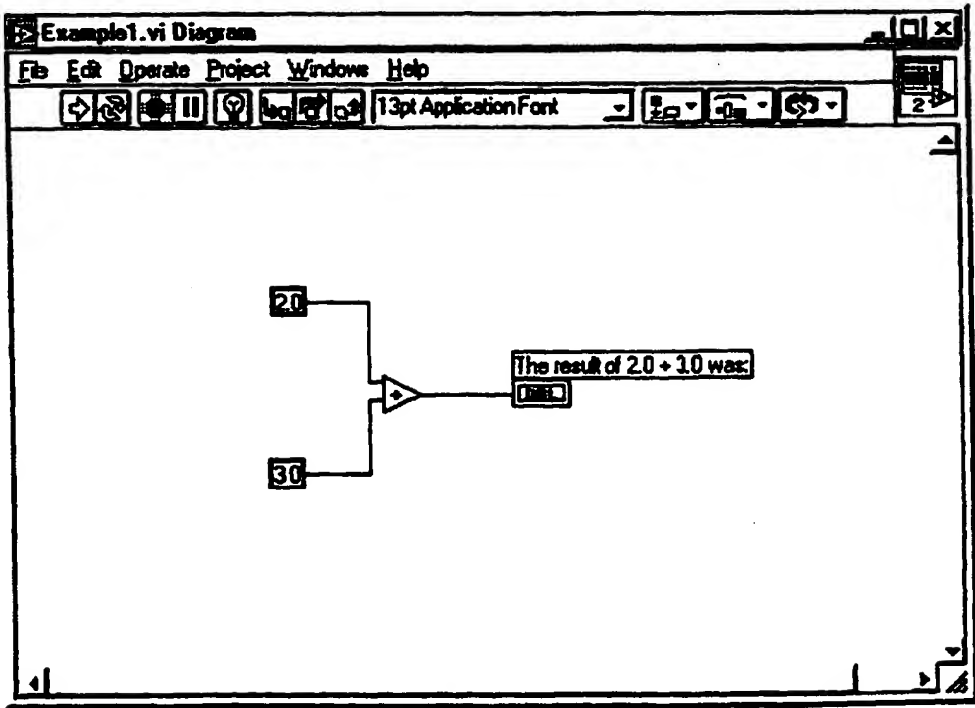 Example1.vi Diagram
File Edit Operate Project Windows Help
13pt Application Font
2
2.0
The result of 2.0 + 3.0 was:
DBL
+
3.0